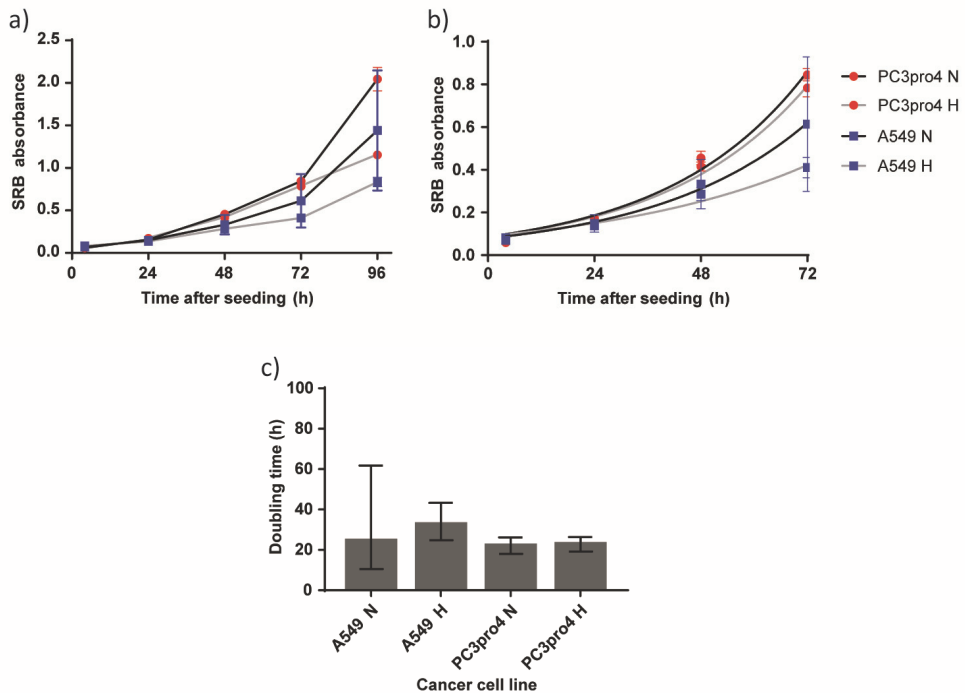 a)
2.5
2.0
1.5
1.0
0.5
0.0
SRB absorbance
0
24
48
72
96
Time after seeding (h)
b)
1.0
0.8
0.6
0.4
0.2
0.0
SRB absorbance
0
24
48
72
Time after seeding (h)
PC3pro4 N
PC3pro4 H
A549 N
A549 H
c)
100
80
60
40
20
0
Doubling time (h)
A549 N
A549 H
PC3pro4 N
PC3pro4 H
Cancer cell line